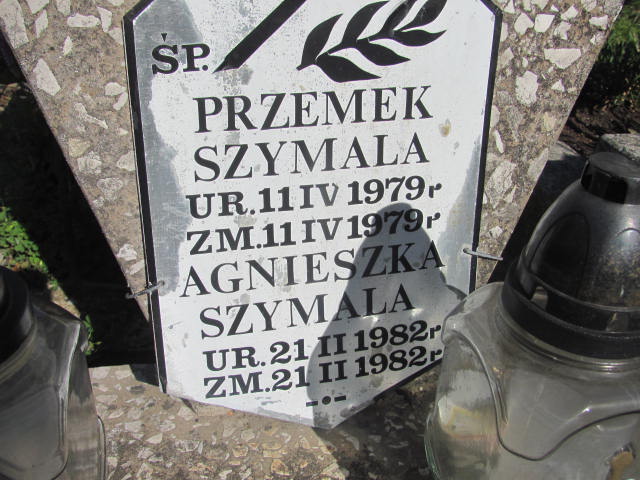 ŚP.
PRZEMEK
SZYMALA
UR. 11 IV 1979r
ZM. 11 IV 1979r
AGNIESZKA
SZYMALA
UR. 21 II 1982r
ZM. 21 II 1982r